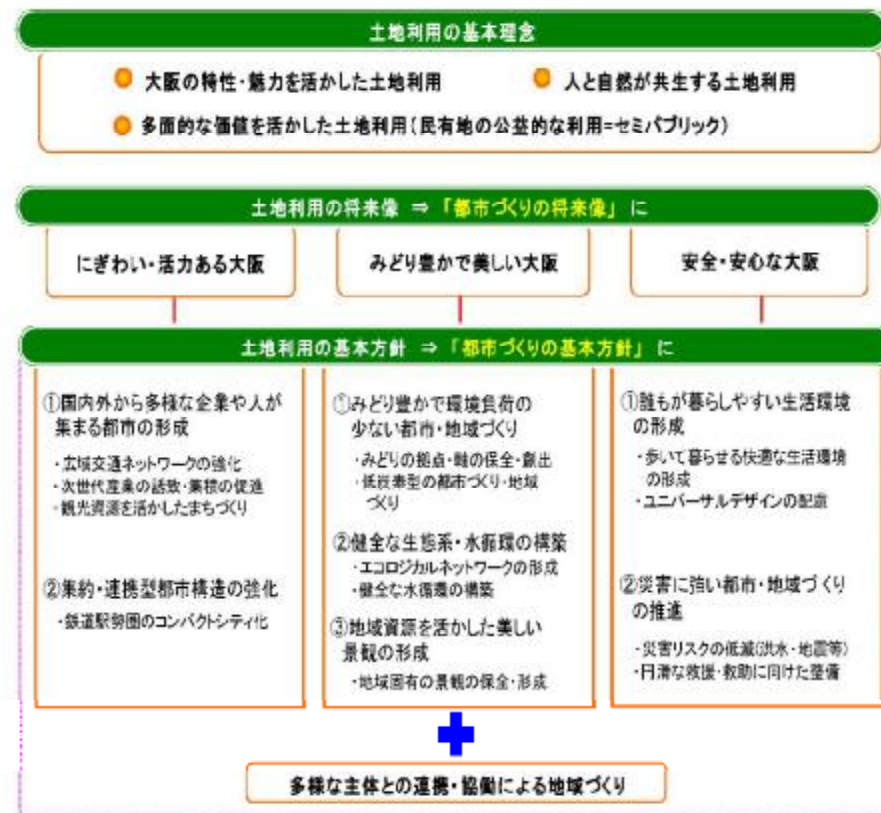 土地利用の基本理念
大阪の特性・魅力を活かした土地利用
人と自然が共生する土地利用
多面的な価値を活かした土地利用(民有地の公益的な利用=セミパブリック)
土地利用の将来像 ⇒ 「都市づくりの将来像」 に
にぎわい・活力ある大阪
みどり豊かで美しい大阪
安全・安心な大阪
土地利用の基本方針 ⇒ 「都市づくりの基本方針」 に
①国内外から多様な企業や人が
集まる都市の形成
・広域交通ネットワークの強化
・次世代産業の誘致・集積の促進
・観光資源を活かしたまちづくり
②集約・連携型都市構造の強化
・鉄道駅勢圏のコンパクトシティ化
①みどり豊かで環境負荷の
少ない都市・地域づくり
・みどりの拠点・軸の保全・創出
・低炭素型の都市づくり・地域
づくり
②健全な生態系・水循環の構築
・エコロジカルネットワークの形成
・健全な水循環の構築
③地域資源を活かした美しい
景観の形成
・地域固有の景観の保全・形成
①誰もが暮らしやすい生活環境
の形成
・歩いて暮らせる快適な生活環境
の形成
・ユニバーサルデザインの配慮
②災害に強い都市・地域づくり
の推進
・災害リスクの低減(洪水・地震等)
・円滑な救援・救助に向けた整備
多様な主体との連携・協働による地域づくり